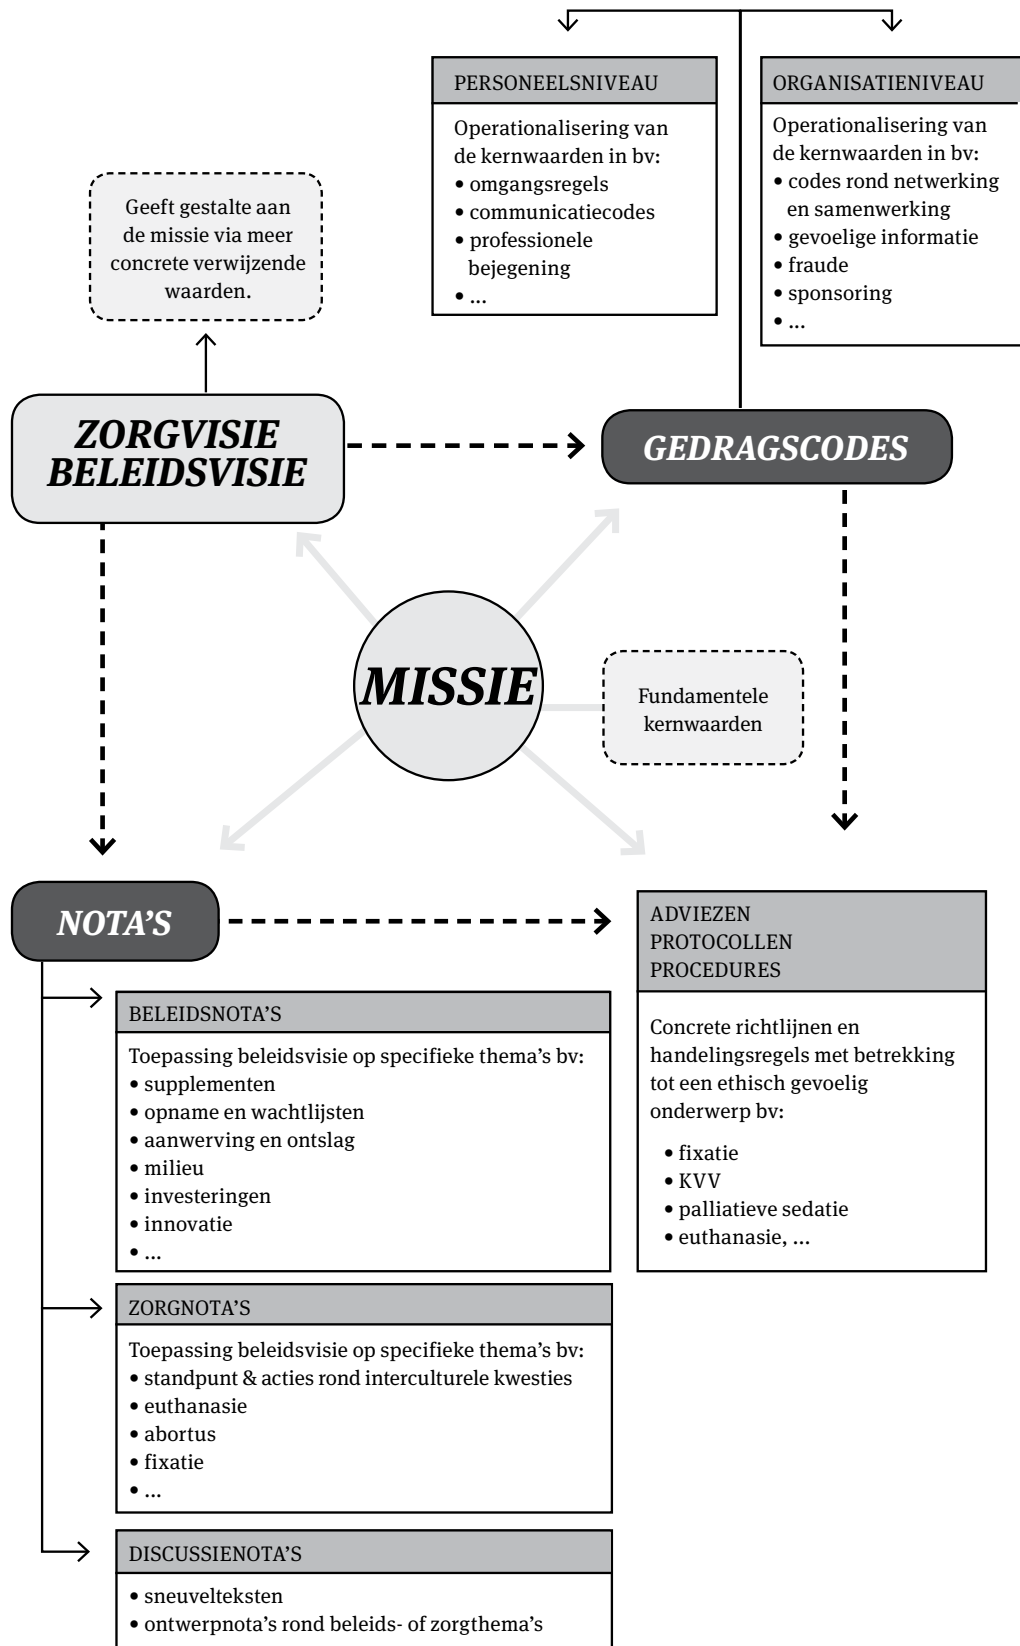 PERSONEELSNIVEAU
Operationalisering van
de kernwaarden in bv:
• omgangsregels
• communicatiecodes
• professionele
bejegening
• ...
ORGANISATIENIVEAU
Operationalisering van
de kernwaarden in bv:
• codes rond netwerking
en samenwerking
• gevoelige informatie
• fraude
• sponsoring
• ...
Geeft gestalte aan
de missie via meer
concrete verwijzende
waarden.
ZORGVISIE
BELEIDSVISIE
GEDRAGSCODES
MISSIE
Fundamentele
kernwaarden
NOTA’S
ADVIEZEN
PROTOCOLLEN
PROCEDURES
Concrete richtlijnen en
handelingsregels met betrekking
tot een ethisch gevoelig
onderwerp bv:
• fixatie
• KVV
• palliatieve sedatie
• euthanasie, ...
BELEIDSNOTA’S
Toepassing beleidsvisie op specifieke thema’s bv:
• supplementen
• opname en wachtlijsten
• aanwerving en ontslag
• milieu
• investeringen
• innovatie
• ...
ZORGNOTA’S
Toepassing beleidsvisie op specifieke thema’s bv:
• standpunt & acties rond interculturele kwesties
• euthanasie
• abortus
• fixatie
• ...
DISCUSSIENOTA’S
• sneuvelteksten
• ontwerpnota’s rond beleids- of zorgthema’s